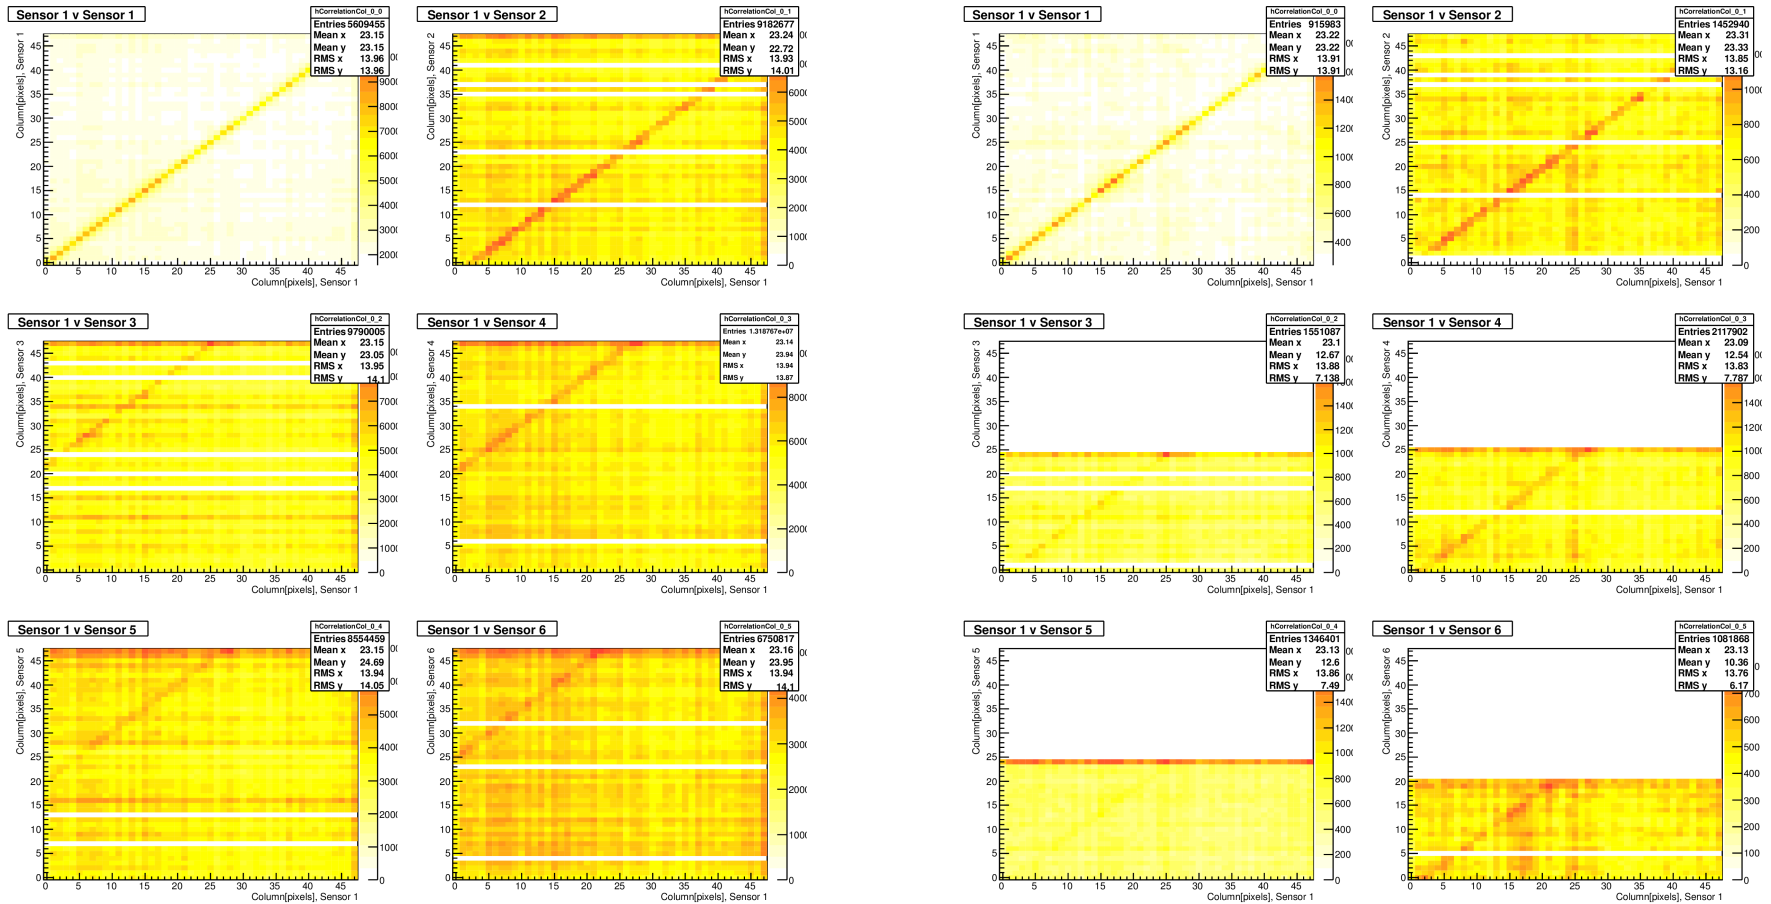 Sensor 1 v Sensor 1
hCorrelationCol_0_0
Entries 5609455
Mean x 23.15
Mean y 23.15
RMS x 13.96
RMS y 13.96
Column[pixels], Sensor 1
Column[pixels], Sensor 1
Sensor 1 v Sensor 2
hCorrelationCol_0_1
Entries 9182677
Mean x 23.24
Mean y 22.72
RMS x 13.93
RMS y 14.01
Column[pixels], Sensor 2
Column[pixels], Sensor 1
Sensor 1 v Sensor 1
hCorrelationCol_0_0
Entries 915983
Mean x 23.22
Mean y 23.22
RMS x 13.91
RMS y 13.91
Column[pixels], Sensor 1
Column[pixels], Sensor 1
Sensor 1 v Sensor 2
hCorrelationCol_0_1
Entries 1452940
Mean x 23.31
Mean y 23.33
RMS x 13.85
RMS y 13.16
Column[pixels], Sensor 2
Column[pixels], Sensor 1
Sensor 1 v Sensor 3
hCorrelationCol_0_2
Entries 9790005
Mean x 23.15
Mean y 23.05
RMS x 13.95
RMS y 14.1
Column[pixels], Sensor 3
Column[pixels], Sensor 1
Sensor 1 v Sensor 4
hCorrelationCol_0_3
Entries 1.318767e+07
Mean x 23.14
Mean y 23.94
RMS x 13.94
RMS y 13.87
Column[pixels], Sensor 4
Column[pixels], Sensor 1
Sensor 1 v Sensor 3
hCorrelationCol_0_2
Entries 1551087
Mean x 23.1
Mean y 12.67
RMS x 13.88
RMS y 7.138
Column[pixels], Sensor 3
Column[pixels], Sensor 1
Sensor 1 v Sensor 4
hCorrelationCol_0_3
Entries 2117902
Mean x 23.09
Mean y 12.54
RMS x 13.83
RMS y 7.787
Column[pixels], Sensor 4
Column[pixels], Sensor 1
Sensor 1 v Sensor 5
hCorrelationCol_0_4
Entries 8554459
Mean x 23.15
Mean y 24.69
RMS x 13.94
RMS y 14.05
Column[pixels], Sensor 5
Column[pixels], Sensor 1
Sensor 1 v Sensor 6
hCorrelationCol_0_5
Entries 6750817
Mean x 23.16
Mean y 23.95
RMS x 13.94
RMS y 14.1
Column[pixels], Sensor 6
Column[pixels], Sensor 1
Sensor 1 v Sensor 5
hCorrelationCol_0_4
Entries 1346401
Mean x 23.13
Mean y 12.6
RMS x 13.86
RMS y 7.49
Column[pixels], Sensor 5
Column[pixels], Sensor 1
Sensor 1 v Sensor 6
hCorrelationCol_0_5
Entries 1081868
Mean x 23.13
Mean y 10.36
RMS x 13.76
RMS y 6.17
Column[pixels], Sensor 6
Column[pixels], Sensor 1